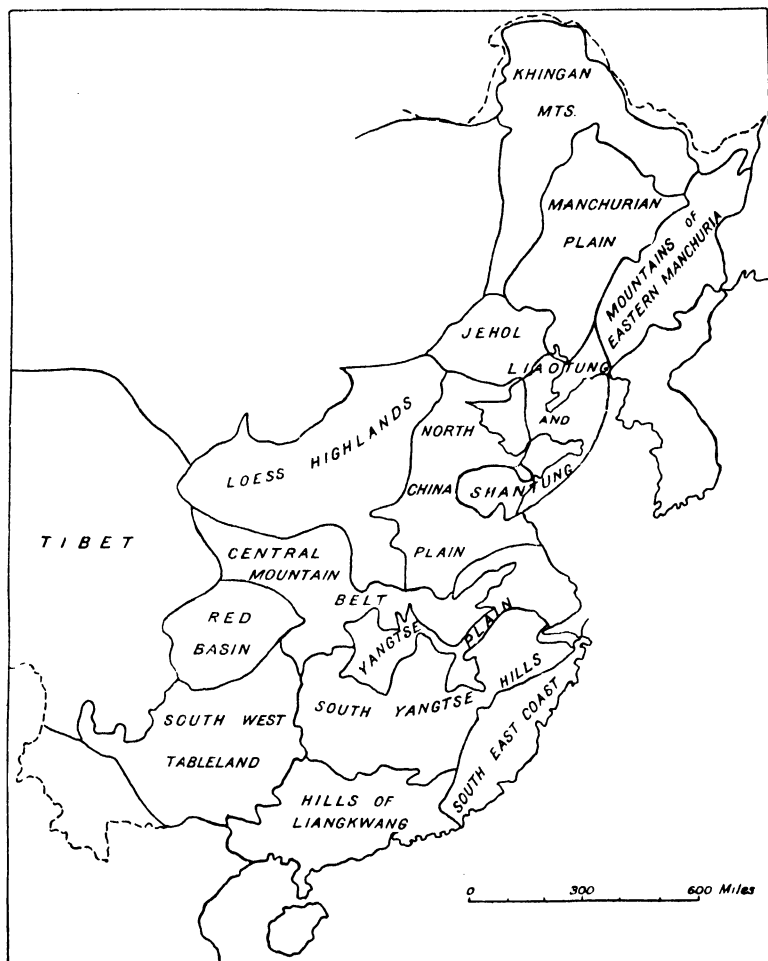 KHINGAN
MTS.
MANCHURIAN
PLAIN
MOUNTAINS OF
EASTERN MANCHURIA
JEHOL
LIAOTUNG
AND
SHANTUNG
LOESS HIGHLANDS
NORTH
CHINA
PLAIN
TIBET
CENTRAL
MOUNTAIN
BELT
RED
BASIN
YANGTSE
PLAIN
SOUTH YANGTSE HILLS
SOUTH EAST COAST
SOUTH WEST
TABLELAND
HILLS OF
LIANGKWANG
0 300 600 Miles